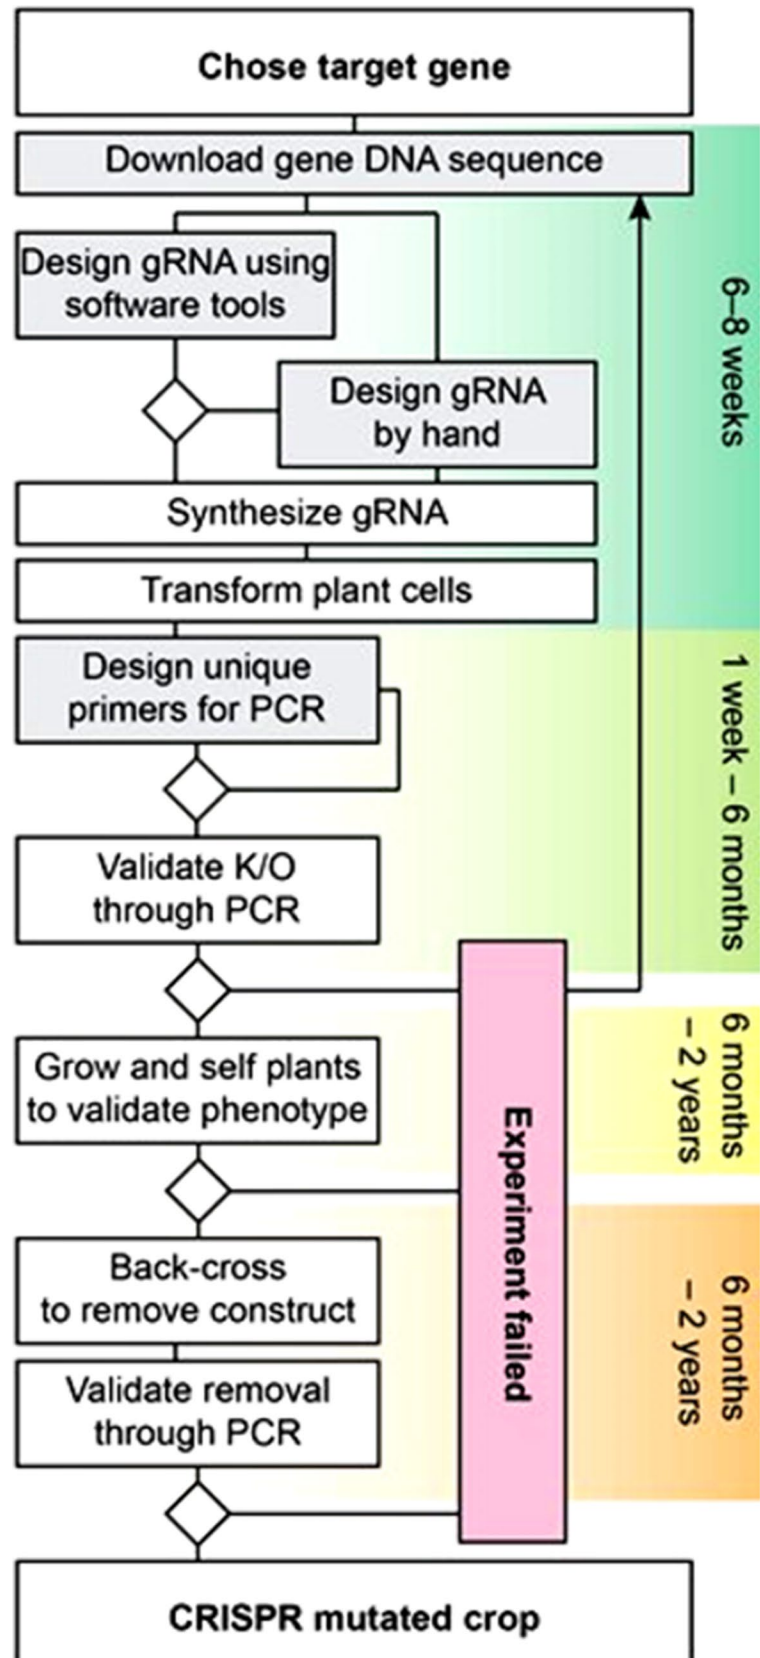 Chose target gene
Download gene DNA sequence
Design gRNA using
software tools
Design gRNA
by hand
Synthesize gRNA
Transform plant cells
6–8 weeks
Design unique
primers for PCR
Validate K/O
through PCR
1 week – 6 months
Grow and self plants
to validate phenotype
6 months
– 2 years
Experiment failed
Back-cross
to remove construct
Validate removal
through PCR
6 months
– 2 years
CRISPR mutated crop